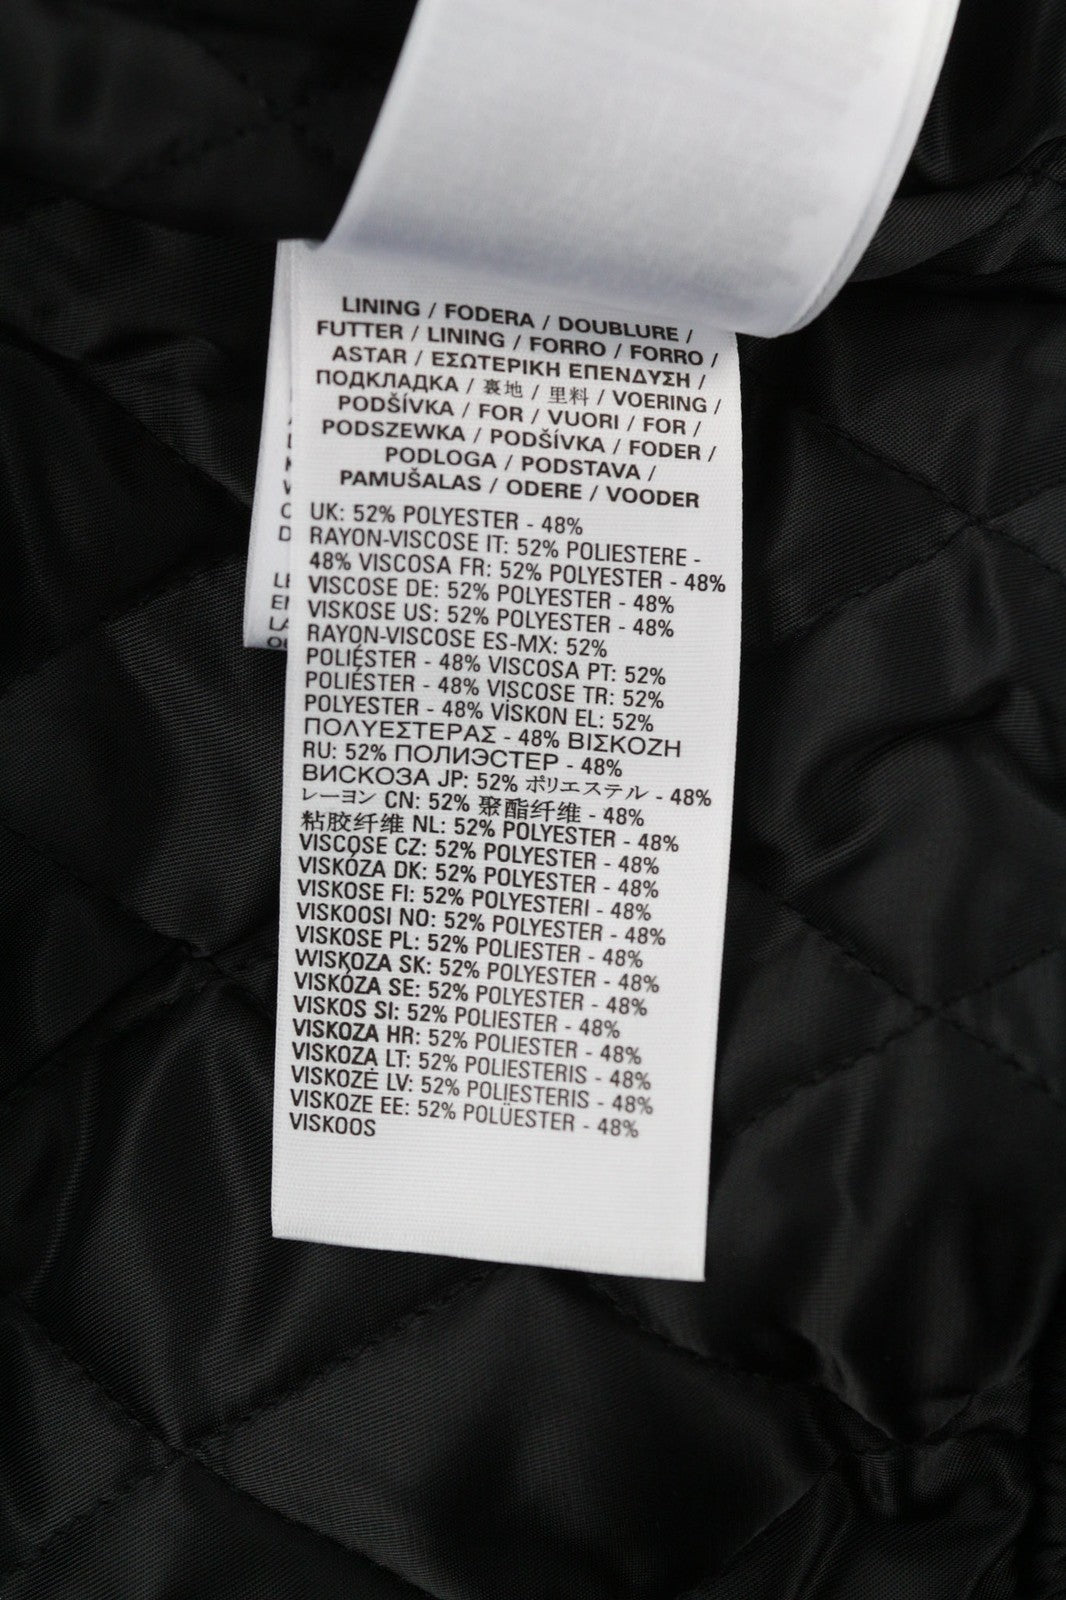 LINING / FODERA / DOUBLURE /
FUTTER / LINING / FORRO / FORRO /
ASTAR / ΕΣΩΤΕΡΙΚΗ ΕΠΕΝΔΥΣΗ /
ПОДКЛАДКА / 裏地 / 里料 / VOERING /
PODŠÍVKA / FOR / VUORI / FOR /
PODSZEWKA / PODŠÍVKA / FODER /
PODLOGA / PODSTAVA /
PAMUŠALAS / ODERE / VOODER
UK: 52% POLYESTER - 48%
RAYON-VISCOSE IT: 52% POLIESTERE -
48% VISCOSA FR: 52% POLYESTER - 48%
VISCOSE DE: 52% POLYESTER - 48%
VISKOSE US: 52% POLYESTER - 48%
RAYON-VISCOSE ES-MX: 52%
POLIÉSTER - 48% VISCOSA PT: 52%
POLIÉSTER - 48% VISCOSE TR: 52%
POLYESTER - 48% VİSKON EL: 52%
ΠΟΛΥΕΣΤΕΡΑΣ - 48% ΒΙΣΚΟΖΗ
RU: 52% ПОЛИЭСТЕР - 48%
ВИСКОЗА JP: 52% ポリエステル - 48%
レーヨン CN: 52% 聚酯纤维 - 48%
粘胶纤维 NL: 52% POLYESTER - 48%
VISCOSE CZ: 52% POLYESTER - 48%
VISKÓZA DK: 52% POLYESTER - 48%
VISKOSE FI: 52% POLYESTERI - 48%
VISKOOSI NO: 52% POLYESTER - 48%
VISKOSE PL: 52% POLIESTER - 48%
WISKOZA SK: 52% POLYESTER - 48%
VISKÓZA SE: 52% POLYESTER - 48%
VISKOS SI: 52% POLIESTER - 48%
VISKOZA HR: 52% POLIESTER - 48%
VISKOZA LT: 52% POLIESTERIS - 48%
VISKOZĖ LV: 52% POLIESTERIS - 48%
VISKOZE EE: 52% POLÜESTER - 48%
VISKOOS